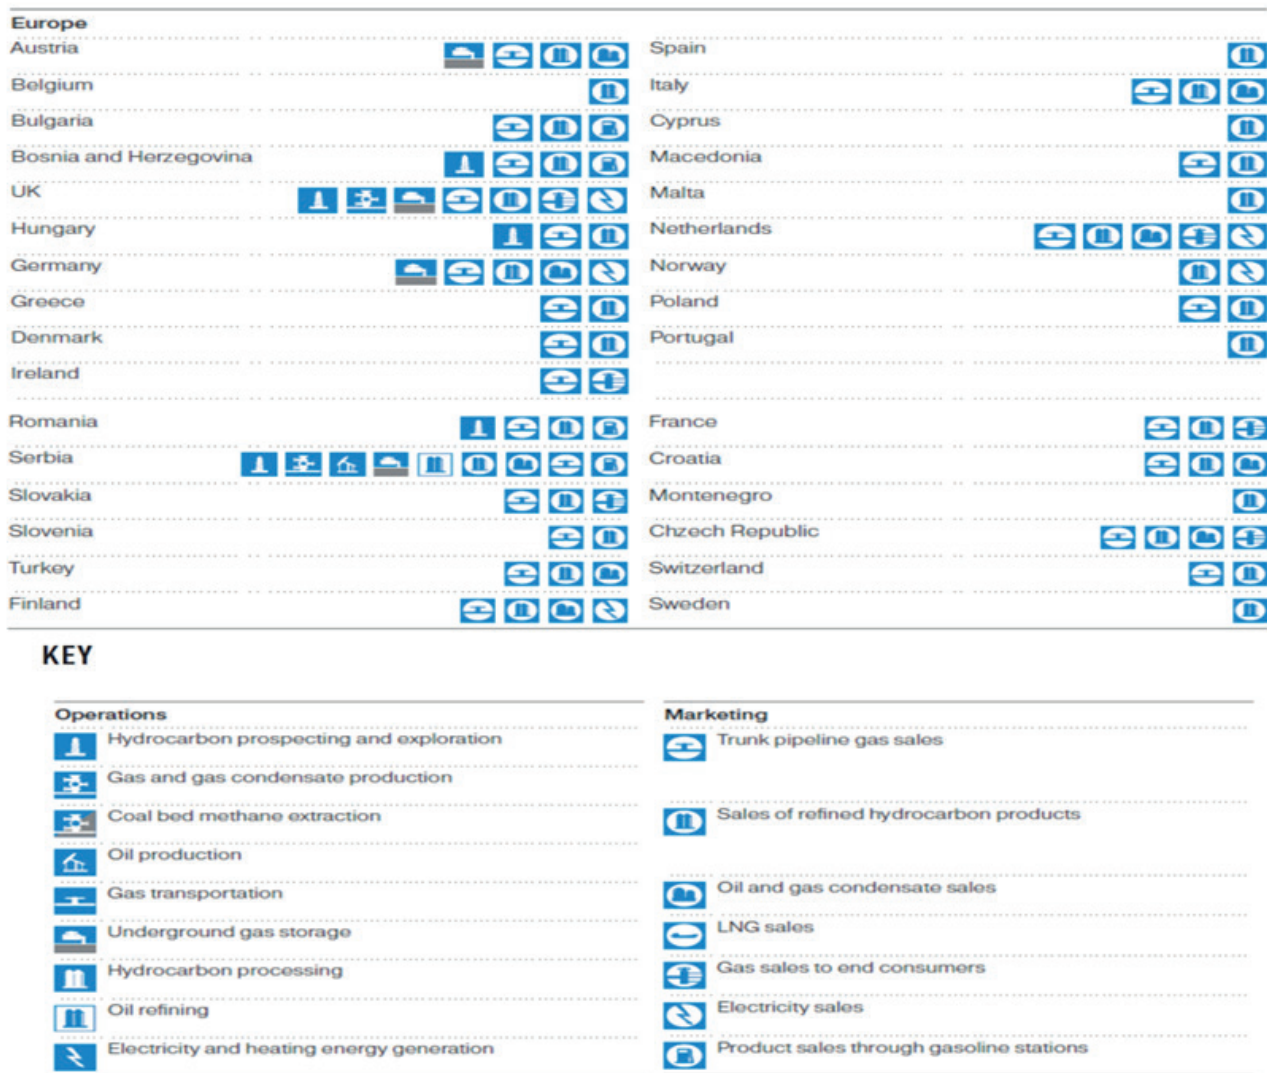 Europe
Austria
Spain
Belgium
Italy
Bulgaria
Cyprus
Bosnia and Herzegovina
Macedonia
UK
Malta
Hungary
Netherlands
Germany
Norway
Greece
Poland
Denmark
Portugal
Ireland
Romania
France
Serbia
Croatia
Slovakia
Montenegro
Slovenia
Chzech Republic
Turkey
Switzerland
Finland
Sweden
KEY
Operations
Hydrocarbon prospecting and exploration
Gas and gas condensate production
Coal bed methane extraction
Oil production
Gas transportation
Underground gas storage
Hydrocarbon processing
Oil refining
Electricity and heating energy generation
Marketing
Trunk pipeline gas sales
Sales of refined hydrocarbon products
Oil and gas condensate sales
LNG sales
Gas sales to end consumers
Electricity sales
Product sales through gasoline stations